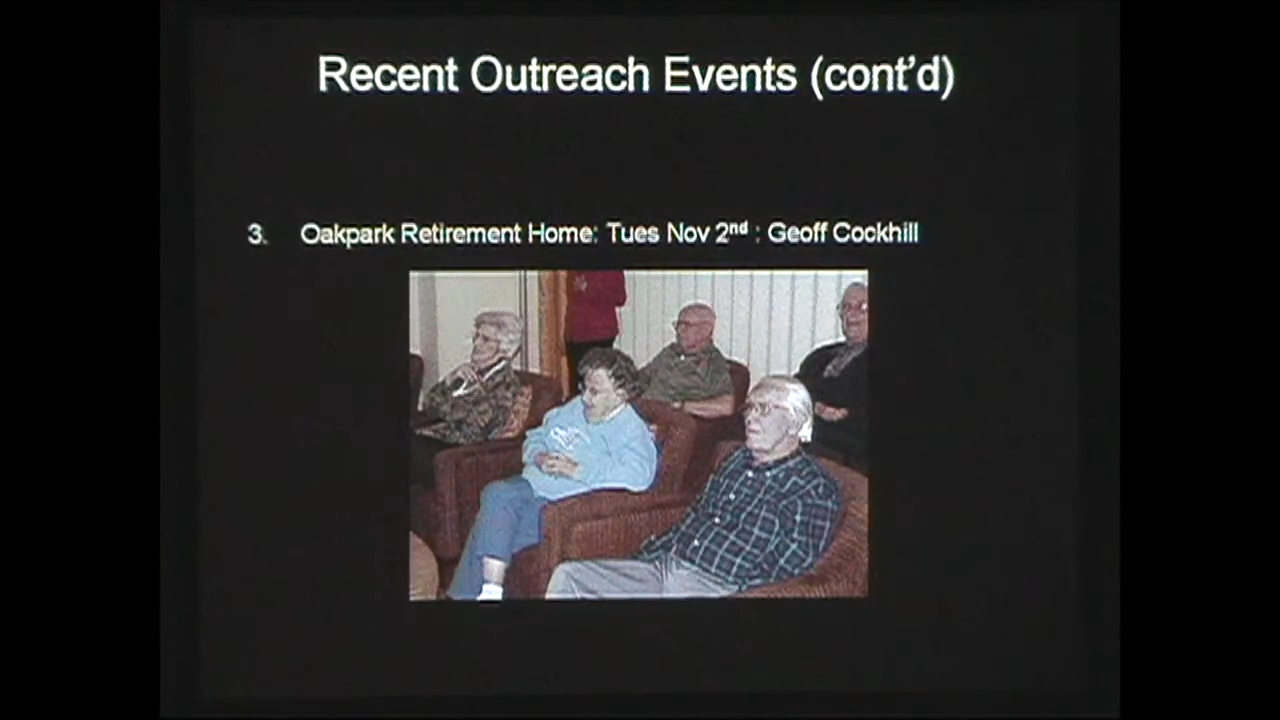 Recent Outreach Events (cont'd)
3. Oakpark Retirement Home: Tues Nov 2nd : Geoff Cockhill